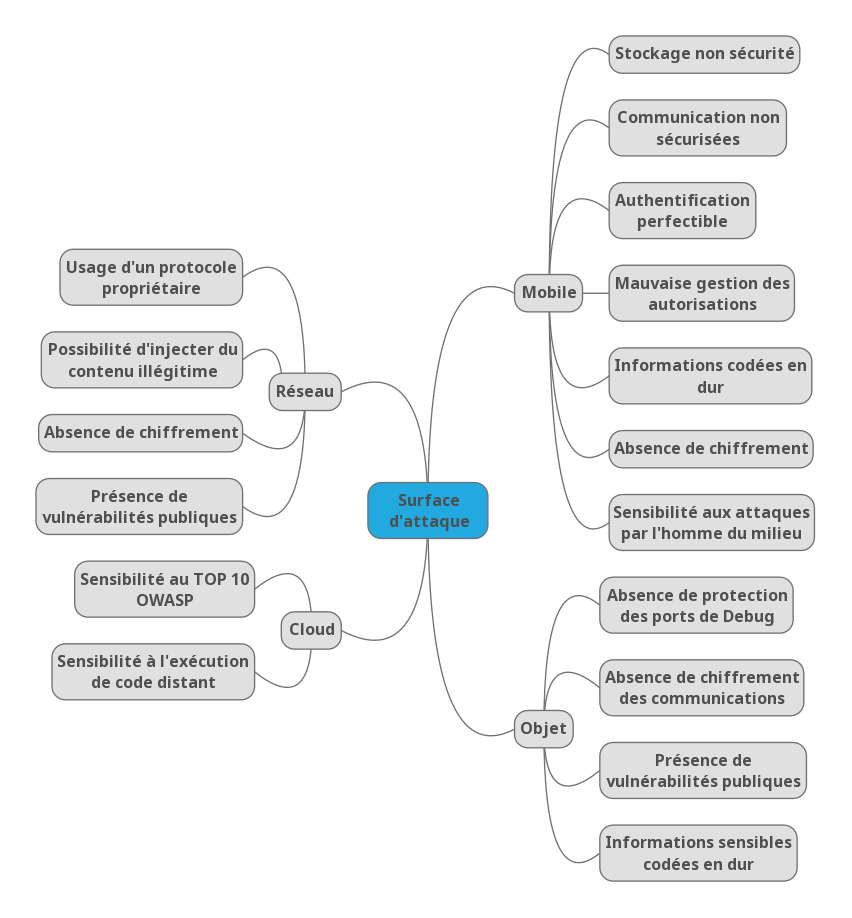 Surface
d'attaque
Mobile
Stockage non sécurité
Communication non
sécurisées
Authentification
perfectible
Mauvaise gestion des
autorisations
Informations codées en
dur
Absence de chiffrement
Sensibilité aux attaques
par l'homme du milieu
Objet
Absence de protection
des ports de Debug
Absence de chiffrement
des communications
Présence de
vulnérabilités publiques
Informations sensibles
codées en dur
Réseau
Usage d'un protocole
propriétaire
Possibilité d'injecter du
contenu illégitime
Absence de chiffrement
Présence de
vulnérabilités publiques
Cloud
Sensibilité au TOP 10
OWASP
Sensibilité à l'exécution
de code distant